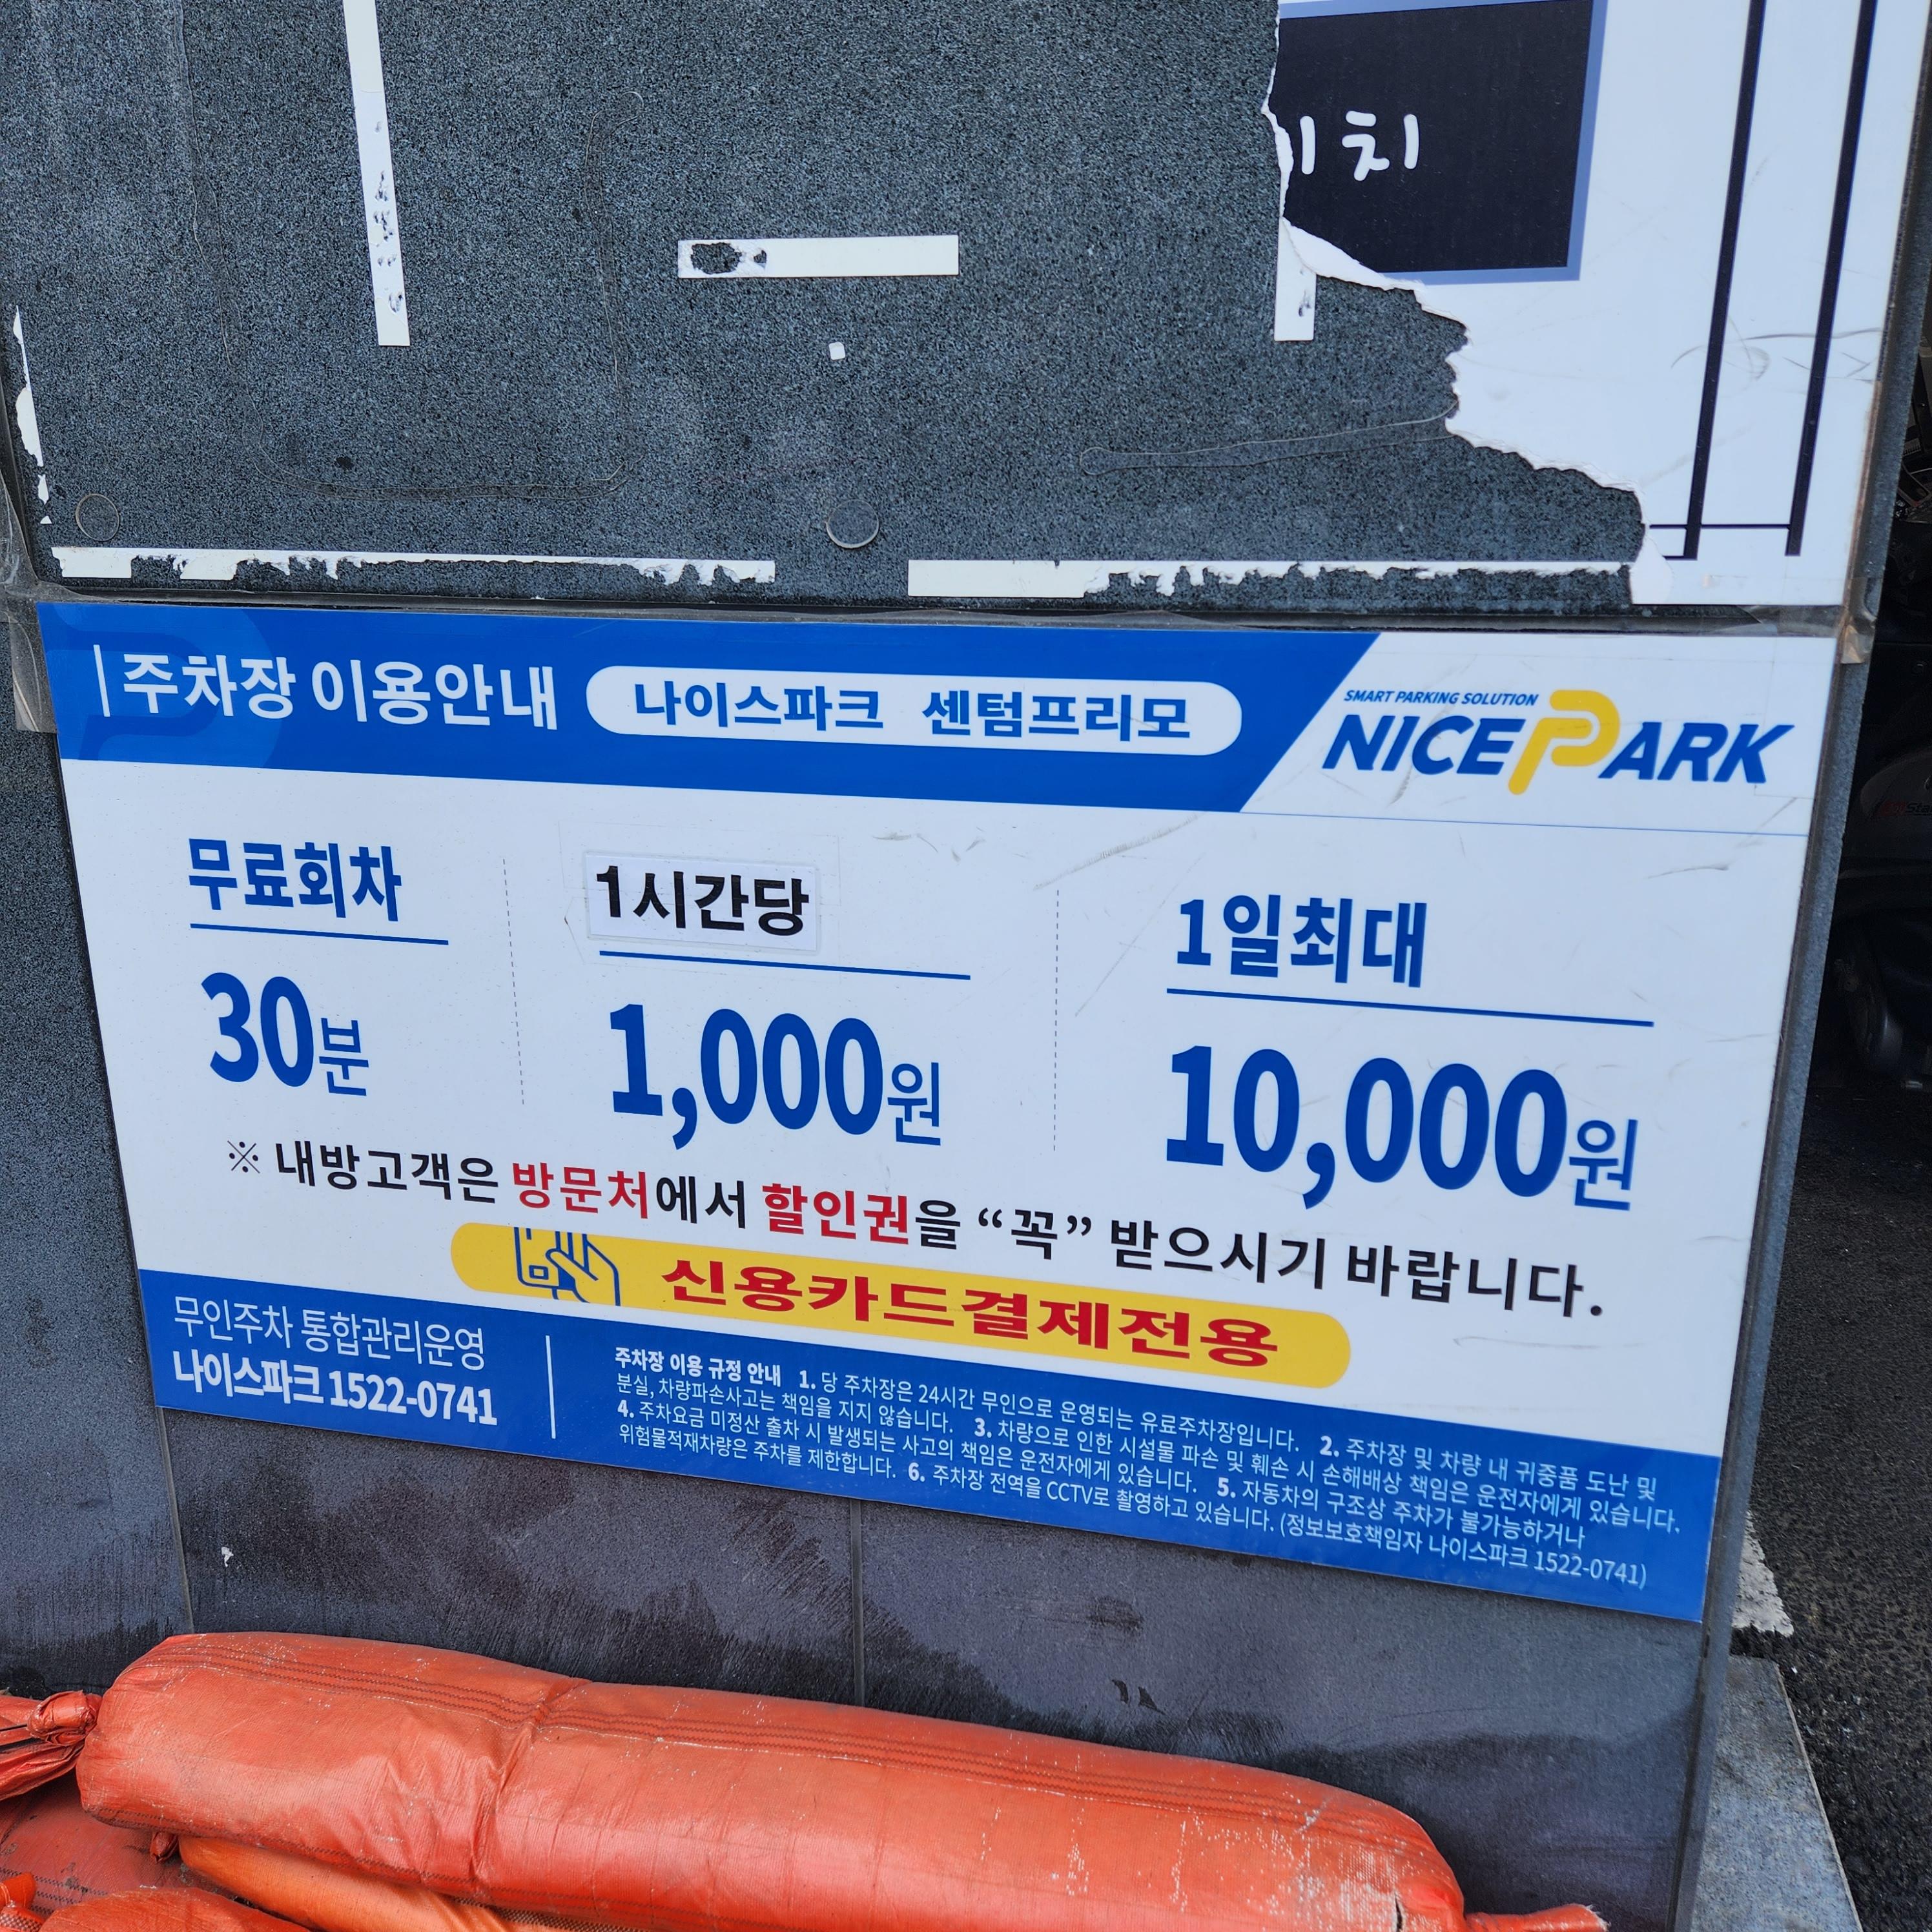 치
주차장 이용안내 나이스파크 센텀프리모
SMART PARKING SOLUTION
NICEPARK
무료회차
30분
1시간당
1,000원
1일최대
10,000원
※ 내방고객은 방문처에서 할인권을 “꼭” 받으시기 바랍니다.
신용카드결제전용
무인주차 통합관리운영
나이스파크 1522-0741
주차장 이용 규정 안내 1. 당 주차장은 24시간 무인으로 운영되는 유료주차장입니다. 2. 주차장 및 차량 내 귀중품 도난 및
분실, 차량파손사고는 책임을 지지 않습니다. 3. 차량으로 인한 시설물 파손 및 훼손 시 손해배상 책임은 운전자에게 있습니다.
4. 주차요금 미정산 출차 시 발생되는 사고의 책임은 운전자에게 있습니다. 5. 자동차의 구조상 주차가 불가능하거나
위험물적재차량은 주차를 제한합니다. 6. 주차장 전역을 CCTV로 촬영하고 있습니다. (정보보호책임자 나이스파크 1522-0741)